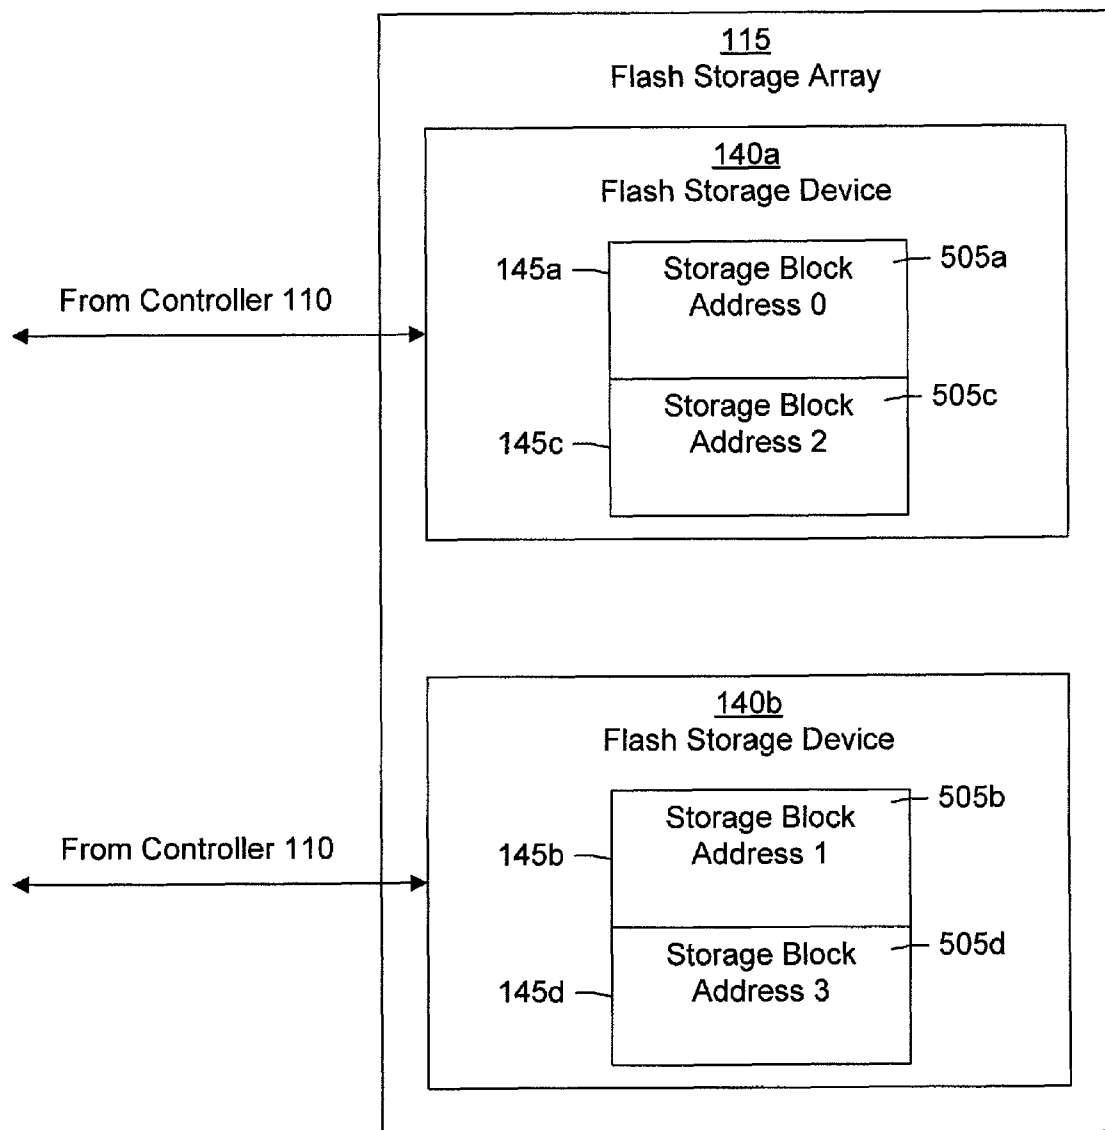 115
Flash Storage Array
140a
Flash Storage Device
145a
Storage Block
Address 0
505a
From Controller 110
145c
Storage Block
Address 2
505c
140b
Flash Storage Device
145b
Storage Block
Address 1
505b
From Controller 110
145d
Storage Block
Address 3
505d